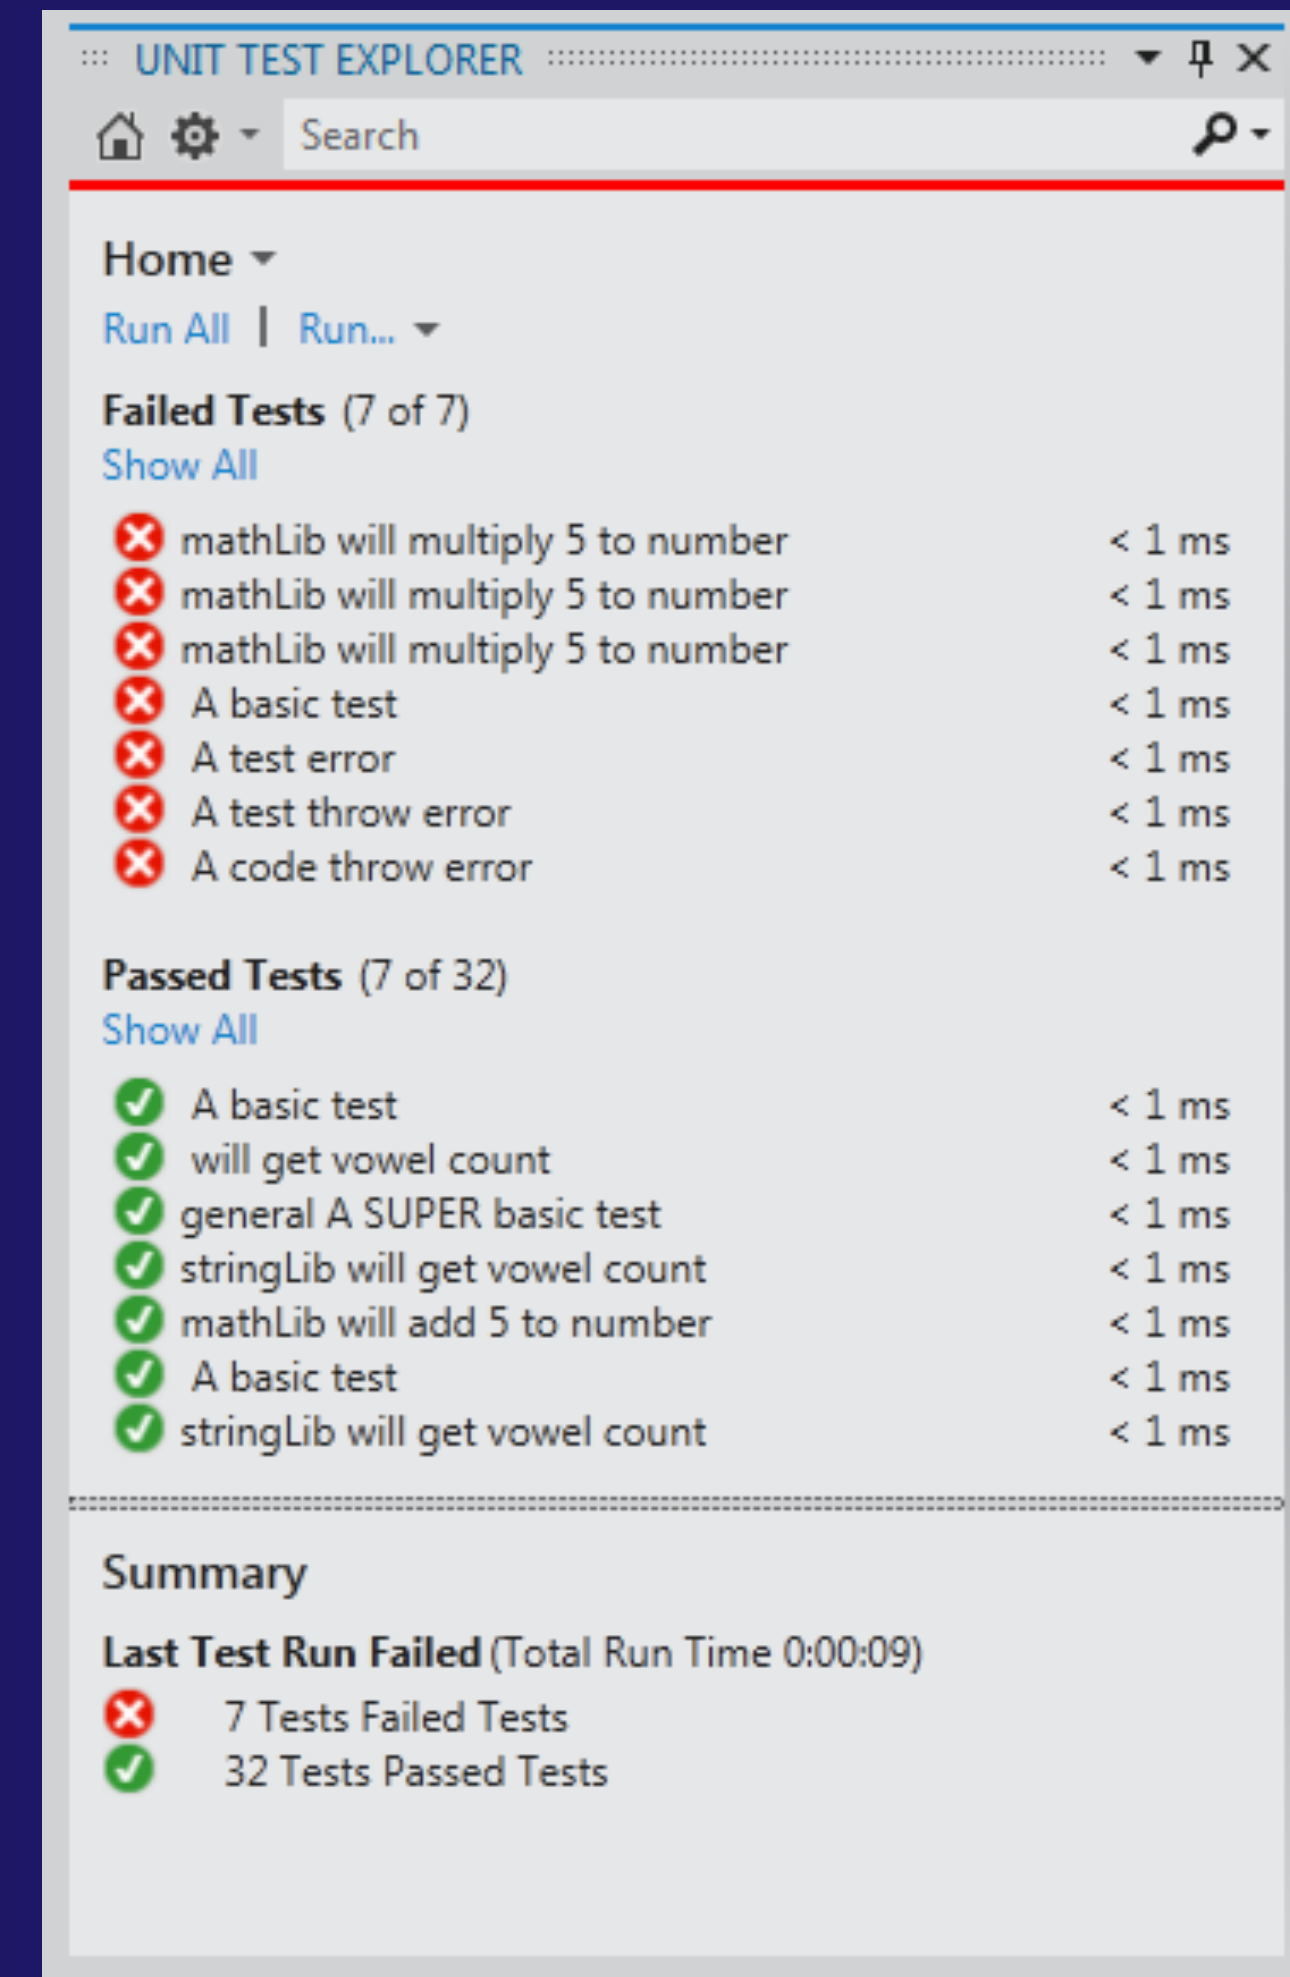 UNIT TEST EXPLORER
Search
Home
Run All | Run...
Failed Tests (7 of 7)
Show All
mathLib will multiply 5 to number < 1 ms
mathLib will multiply 5 to number < 1 ms
mathLib will multiply 5 to number < 1 ms
A basic test < 1 ms
A test error < 1 ms
A test throw error < 1 ms
A code throw error < 1 ms
Passed Tests (7 of 32)
Show All
A basic test < 1 ms
will get vowel count < 1 ms
general A SUPER basic test < 1 ms
stringLib will get vowel count < 1 ms
mathLib will add 5 to number < 1 ms
A basic test < 1 ms
stringLib will get vowel count < 1 ms
Summary
Last Test Run Failed (Total Run Time 0:00:09)
7 Tests Failed Tests
32 Tests Passed Tests